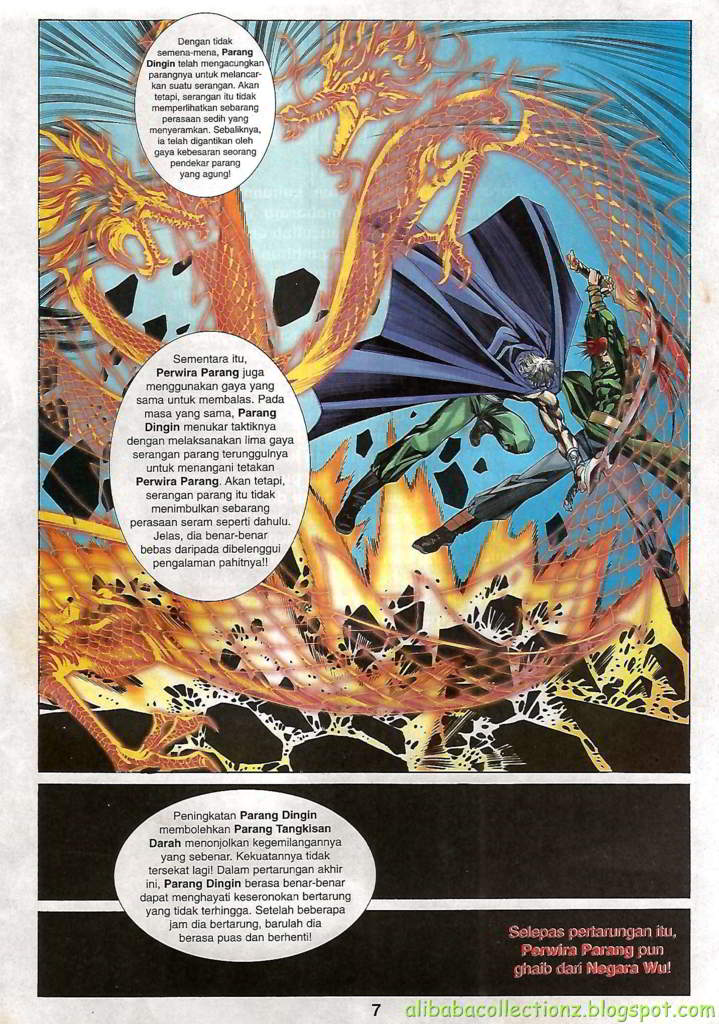 Dengan tidak
semena-mena, Parang
Dingin telah mengacungkan
parangnya untuk melancar-
kan suatu serangan. Akan
tetapi, serangan itu tidak
memperlihatkan sebarang
perasaan sedih yang
menyeramkan. Sebaliknya,
ia telah digantikan oleh
gaya kebesaran seorang
pendekar parang
yang agung!
Sementara itu,
Perwira Parang juga
menggunakan gaya yang
sama untuk membalas. Pada
masa yang sama, Parang
Dingin menukar taktiknya
dengan melaksanakan lima gaya
serangan parang terunggulnya
untuk menangani tetakan
Perwira Parang. Akan tetapi,
serangan parang itu tidak
menimbulkan sebarang
perasaan seram seperti dahulu.
Jelas, dia benar-benar
bebas daripada dibelenggui
pengalaman pahitnya!!
Peningkatan Parang Dingin
membolehkan Parang Tangkisan
Darah menonjolkan kegemilangannya
yang sebenar. Kekuatannya tidak
tersekat lagi! Dalam pertarungan akhir
ini, Parang Dingin berasa benar-benar
dapat menghayati keseronokan bertarung
yang tidak terhingga. Setelah beberapa
jam dia bertarung, barulah dia
berasa puas dan berhenti!
Selepas pertarungan itu,
Perwira Parang pun
ghaib dari Negara Wu!
7
alibabacollectionz.blogspot.com